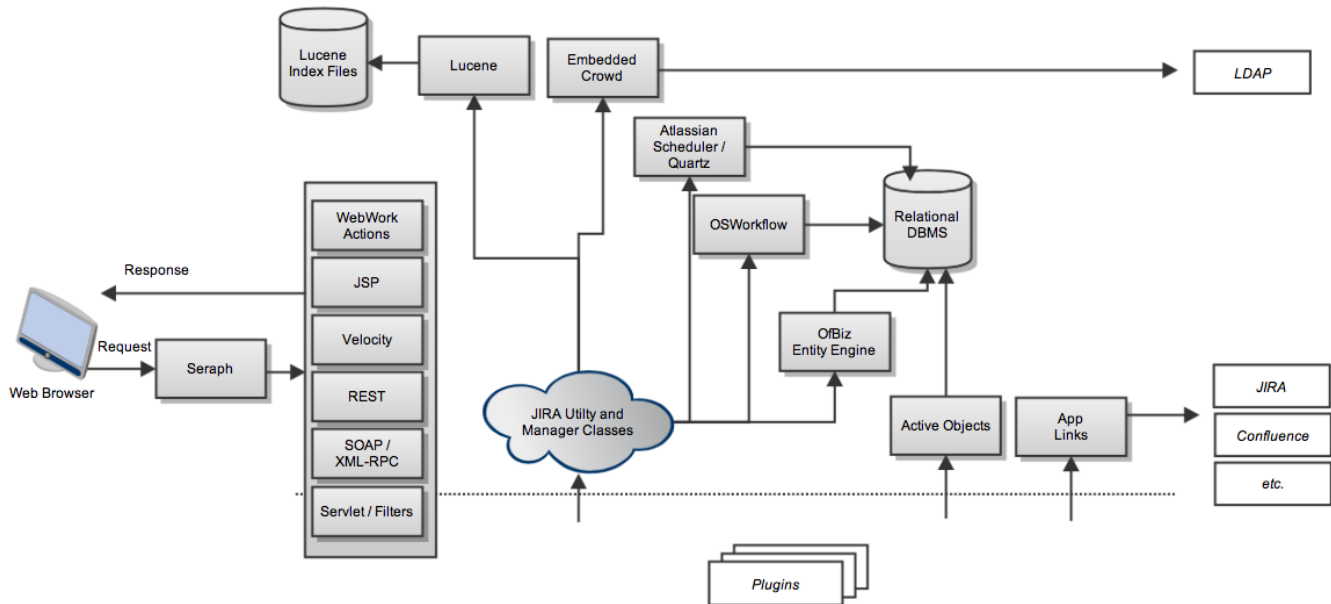 Lucene
Index Files
Lucene
Embedded
Crowd
LDAP
Atlassian
Scheduler /
Quartz
OSWorkflow
Relational
DBMS
WebWork
Actions
Response
JSP
Request
Seraph
Velocity
Web Browser
REST
SOAP /
XML-RPC
Servlet / Filters
JIRA Utilty and
Manager Classes
OfBiz
Entity Engine
Active Objects
App
Links
JIRA
Confluence
etc.
Plugins